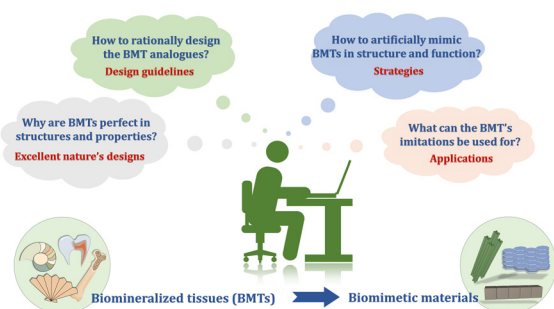 How to rationally design
the BMT analogues?
Design guidelines
How to artificially mimic
BMTs in structure and function?
Strategies
Why are BMTs perfect in
structures and properties?
Excellent nature's designs
What can the BMT's
imitations be used for?
Applications
Biomineralized tissues (BMTs)
Biomimetic materials